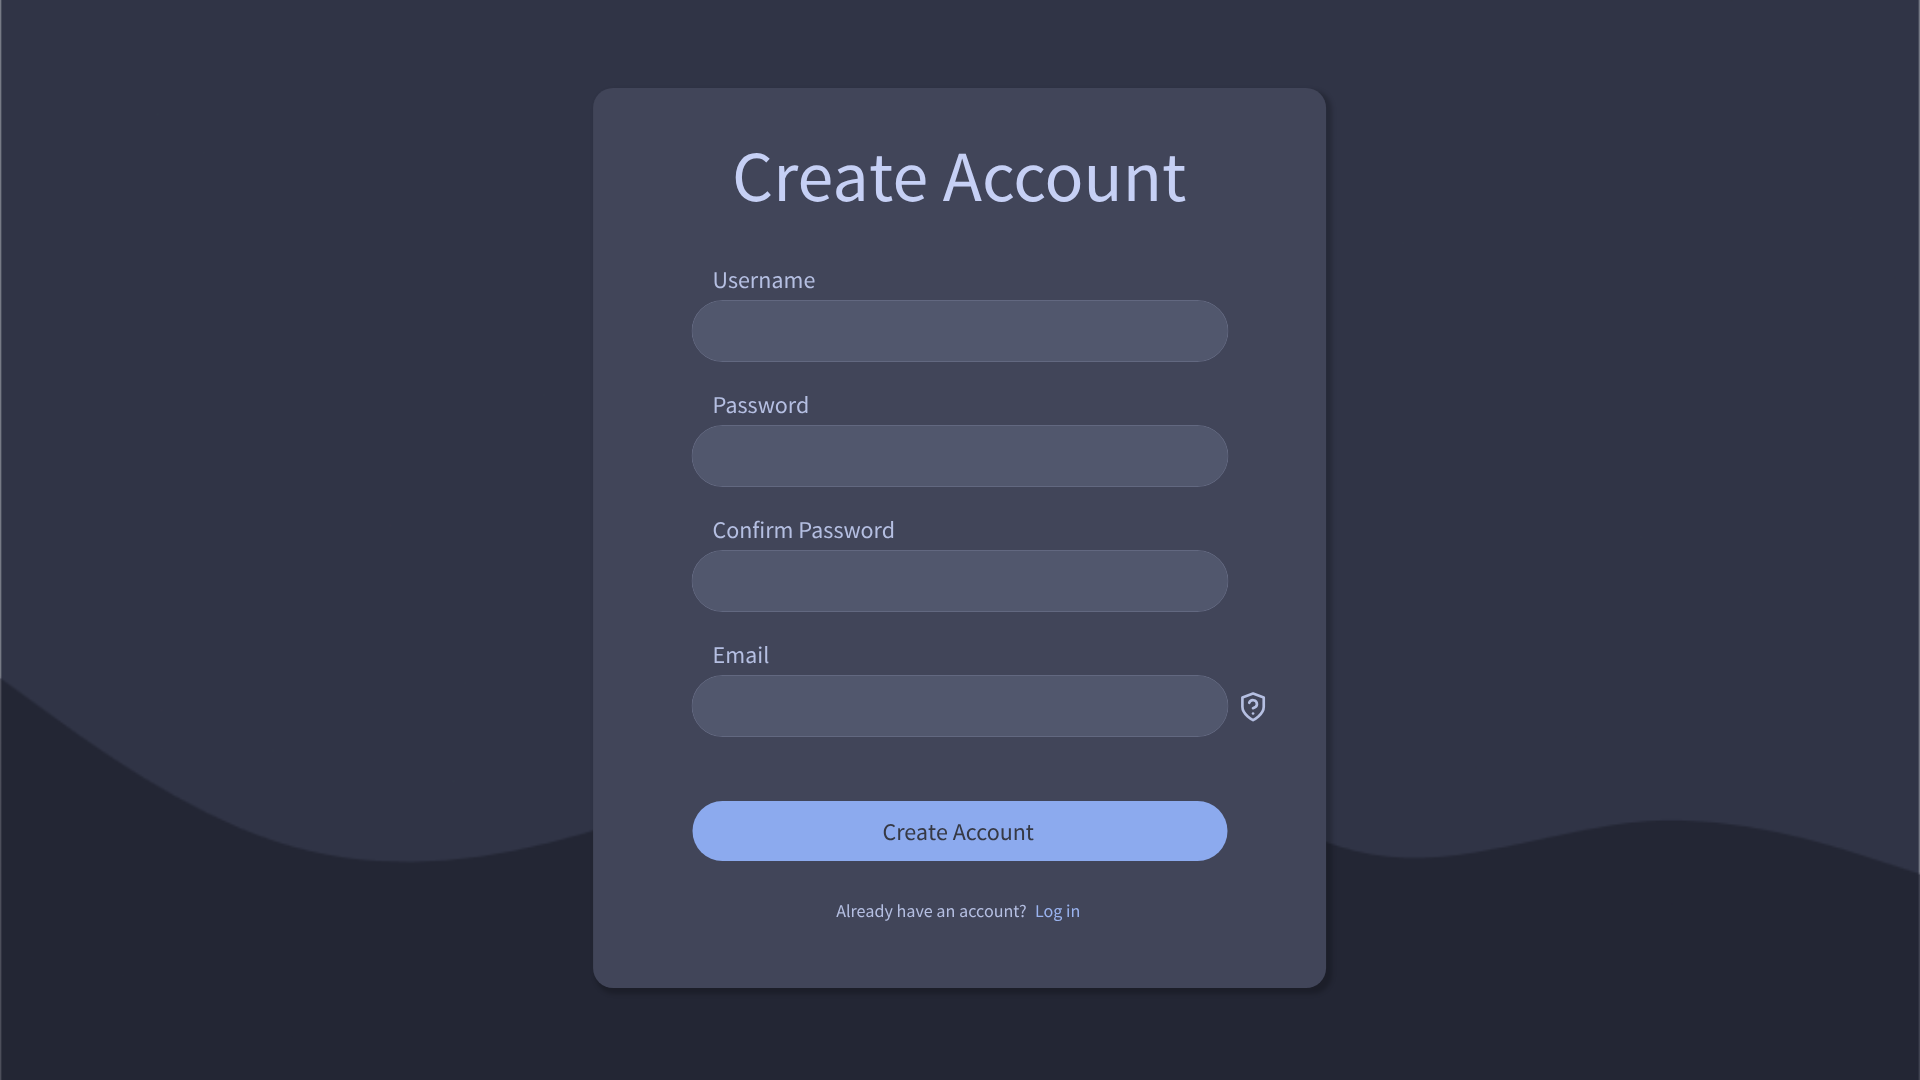 Create Account
Username
Password
Confirm Password
Email
?
Create Account
Already have an account? Log in